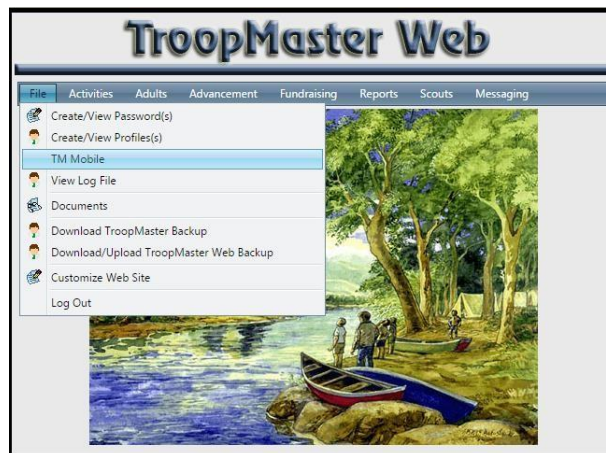 TroopMaster Web
File Activities Adults Advancement Fundraising Reports Scouts Messaging
Create/View Password(s)
Create/View Profiles(s)
TM Mobile
View Log File
Documents
Download TroopMaster Backup
Download/Upload TroopMaster Web Backup
Customize Web Site
Log Out